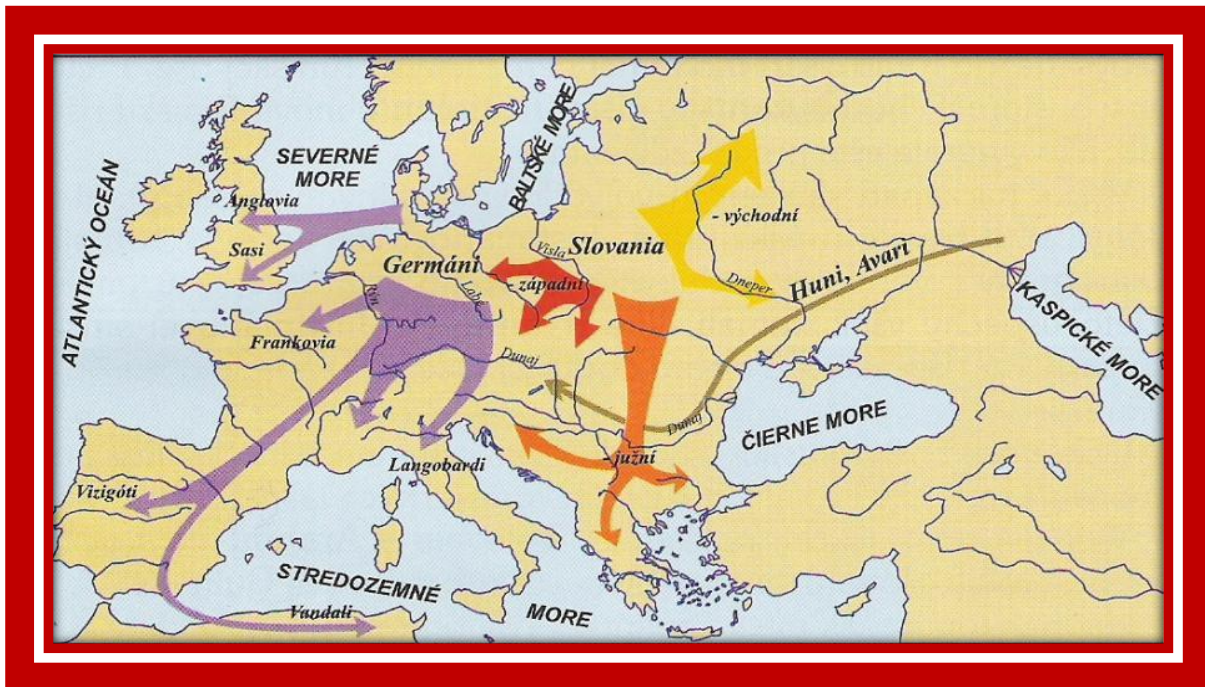 ATLANTICKÝ OCEÁN
SEVERNÉ
MORE
BALTSKÉ MORE
Anglovia
Sasi
Germáni
Visla
Slovania
- východní
- západní
Rýn
Labe
Dneper
Huni, Avari
KASPICKÉ MORE
Frankovia
Dunaj
Dunaj
ČIERNE MORE
- južní
Langobardi
Vizigóti
STREDOZEMNÉ
MORE
Vandali